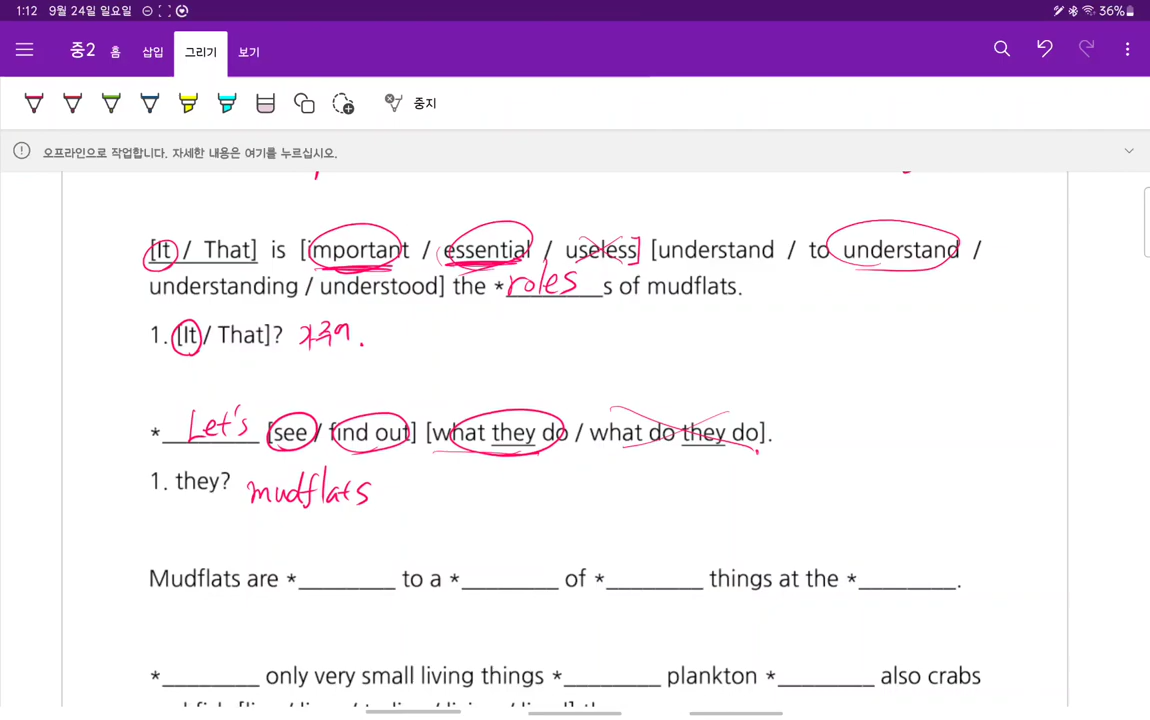 1:12 9월 24일 일요일 36%
중2 홈 삽입 그리기 보기
중지
오프라인으로 작업합니다. 자세한 내용은 여기를 누르십시오.
[It / That] is [important / essential / useless] [understand / to understand /
understanding / understood] the *roles________s of mudflats.
1. [It / That]? 가주어.
*__Let's__ [see / find out] [what they do / what do they do].
1. they? mudflats
Mudflats are *________ to a *________ of *________ things at the *________.
*________ only very small living things *________ plankton *________ also crabs